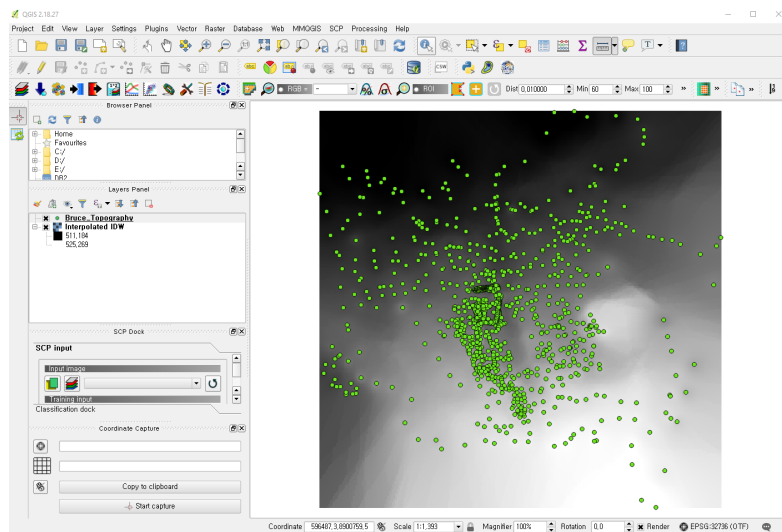 QGIS 2.18.27
Project Edit View Layer Settings Plugins Vector Raster Database Web MMQGIS SCP Processing Help
CSW
RGB = - ROI Dist 0,010000 Min 60 Max 100 » » »
Browser Panel
Home
Favourites
C:/
D:/
E:/
DB2
Layers Panel
Bruce_Topography
Interpolated IDW
511,184
525,269
SCP Dock
SCP input
Input image
Training input
Classification dock
Coordinate Capture
Copy to clipboard
Start capture
Coordinate 596487,3,8900759,5 Scale 1:1,393 Magnifier 100% Rotation 0,0 Render EPSG:32736 (OTF)